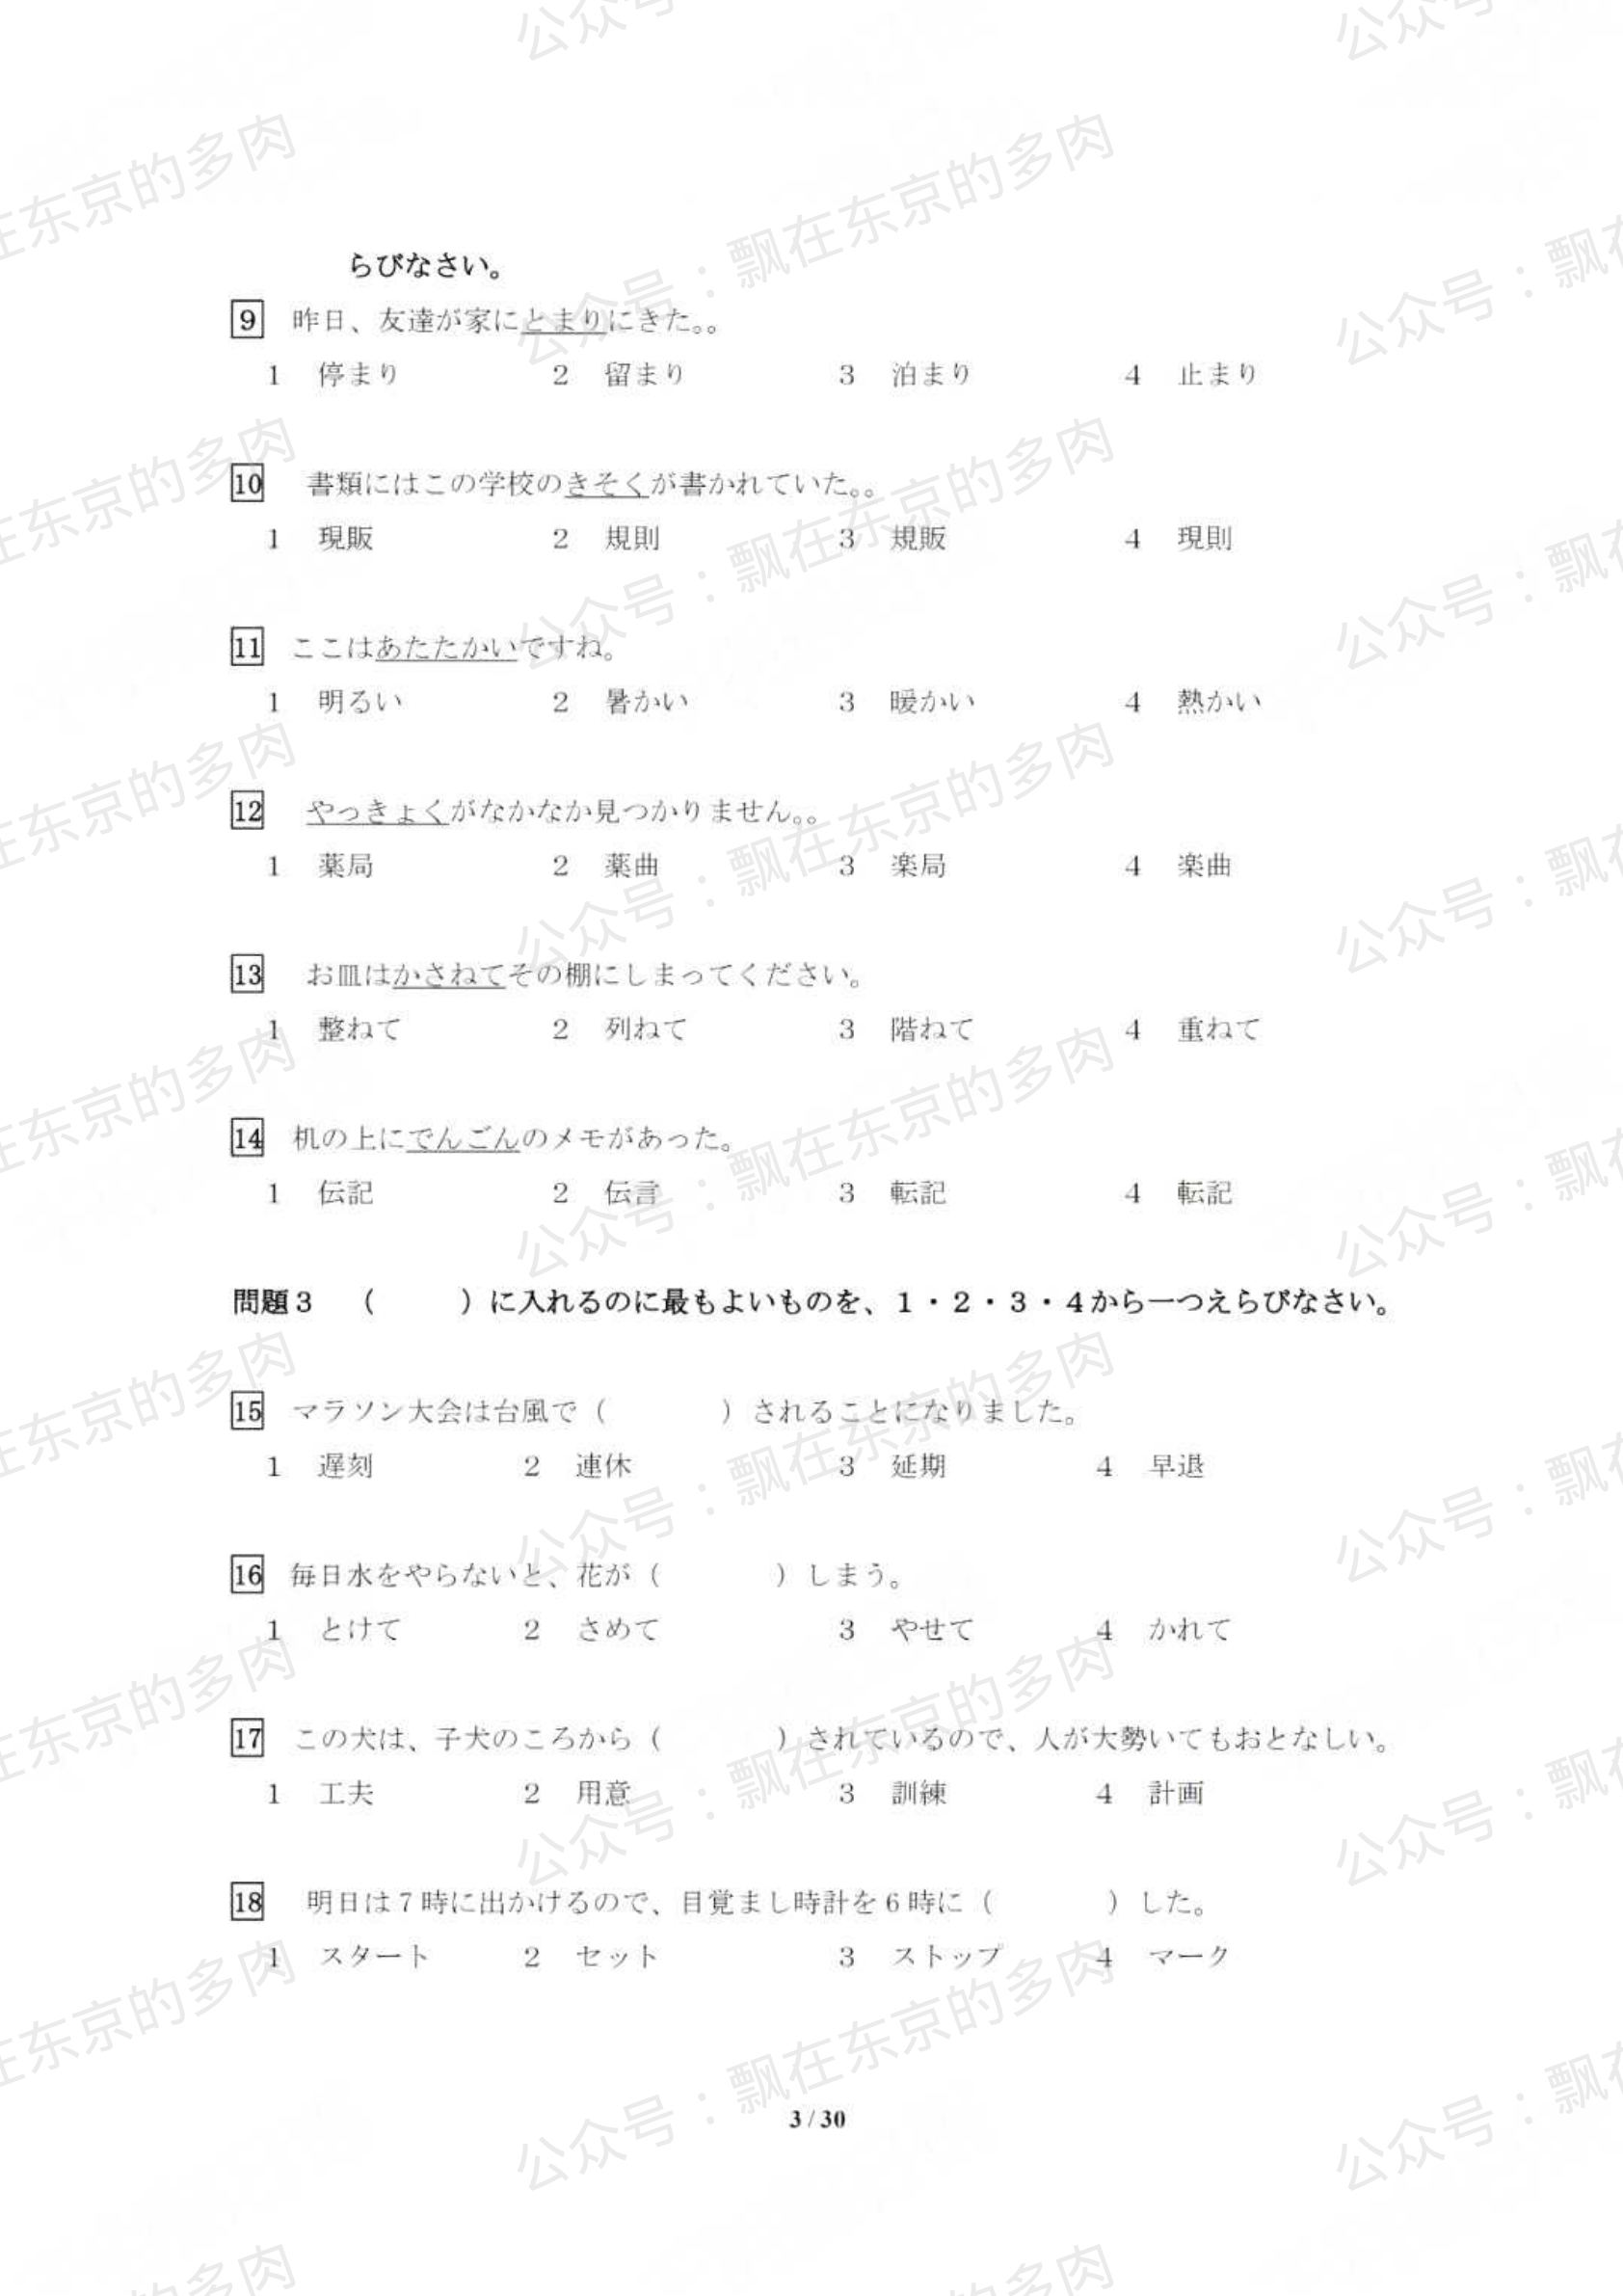 らびなさい。
9 昨日、友達が家にとまりにきた。。
1 停まり 2 留まり 3 泊まり 4 止まり
10 書類にはこの学校のきそくが書かれていた。。
1 現販 2 規則 3 規販 4 現則
11 ここはあたたかいですね。
1 明るい 2 暑かい 3 暖かい 4 熱かい
12 やっきょくがなかなか見つかりません。。
1 薬局 2 薬曲 3 楽局 4 楽曲
13 お皿はかさねてその棚にしまってください。
1 整ねて 2 列ねて 3 階ねて 4 重ねて
14 机の上にでんごんのメモがあった。
1 伝記 2 伝言 3 転記 4 転記
問題3 （　　　）に入れるのに最もよいものを、1・2・3・4から一つえらびなさい。
15 マラソン大会は台風で（　　　）されることになりました。
1 遅刻 2 連休 3 延期 4 早退
16 毎日水をやらないと、花が（　　　）しまう。
1 とけて 2 さめて 3 やせて 4 かれて
17 この犬は、子犬のころから（　　　）されているので、人が大勢いてもおとなしい。
1 工夫 2 用意 3 訓練 4 計画
18 明日は7時に出かけるので、目覚まし時計を6時に（　　　）した。
1 スタート 2 セット 3 ストップ 4 マーク
3 / 30
公众号：飘在东京的多肉